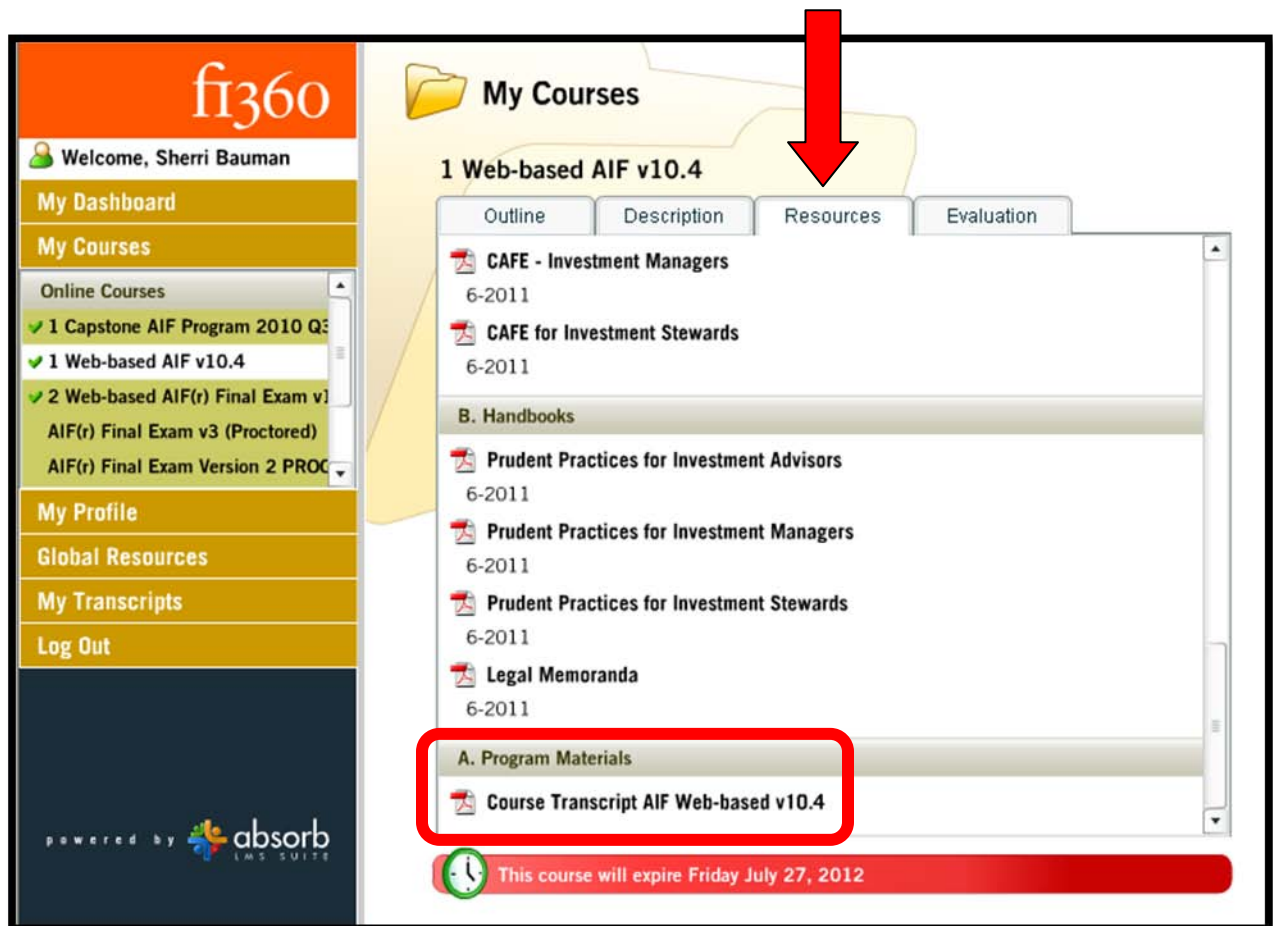 fi360
Welcome, Sherri Bauman
My Dashboard
My Courses
Online Courses
1 Capstone AIF Program 2010 Q3
1 Web-based AIF v10.4
2 Web-based AIF(r) Final Exam v1
AIF(r) Final Exam v3 (Proctored)
AIF(r) Final Exam Version 2 PROC
My Profile
Global Resources
My Transcripts
Log Out
powered by absorb
LMS SUITE
My Courses
1 Web-based AIF v10.4
Outline Description Resources Evaluation
CAFE - Investment Managers
6-2011
CAFE for Investment Stewards
6-2011
B. Handbooks
Prudent Practices for Investment Advisors
6-2011
Prudent Practices for Investment Managers
6-2011
Prudent Practices for Investment Stewards
6-2011
Legal Memoranda
6-2011
A. Program Materials
Course Transcript AIF Web-based v10.4
This course will expire Friday July 27, 2012